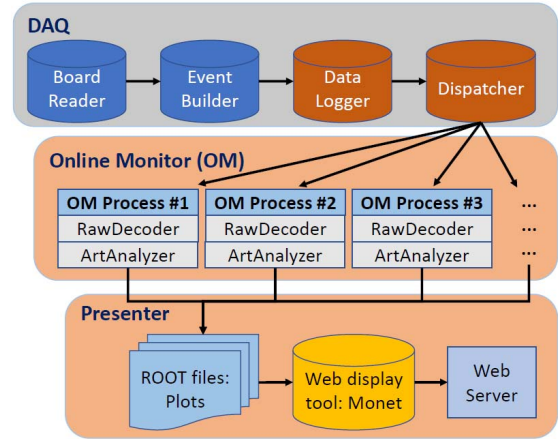 DAQ
Board
Reader
Event
Builder
Data
Logger
Dispatcher
Online Monitor (OM)
OM Process #1
RawDecoder
ArtAnalyzer
OM Process #2
RawDecoder
ArtAnalyzer
OM Process #3
RawDecoder
ArtAnalyzer
...
...
...
Presenter
ROOT files:
Plots
Web display
tool: Monet
Web
Server